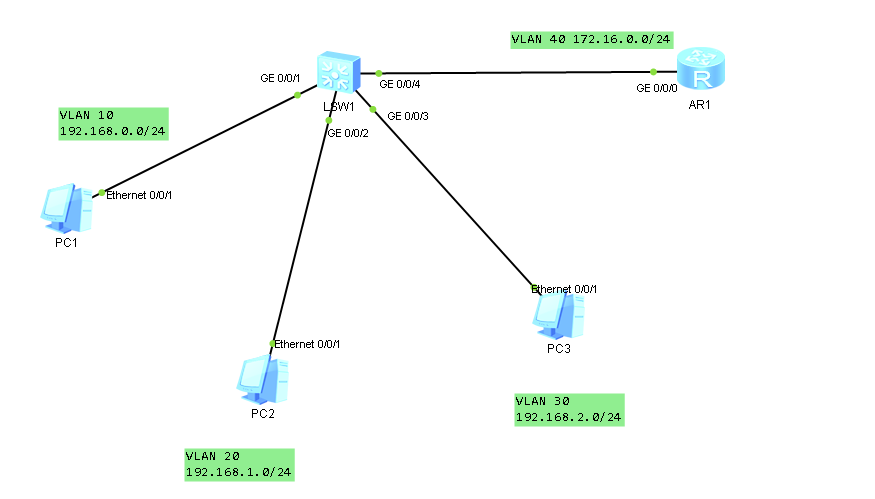 VLAN 40 172.16.0.0/24
GE 0/0/1
GE 0/0/4
GE 0/0/0
LSW1
AR1
GE 0/0/3
VLAN 10
192.168.0.0/24
GE 0/0/2
Ethernet 0/0/1
PC1
Ethernet 0/0/1
Ethernet 0/0/1
PC3
PC2
VLAN 30
192.168.2.0/24
VLAN 20
192.168.1.0/24